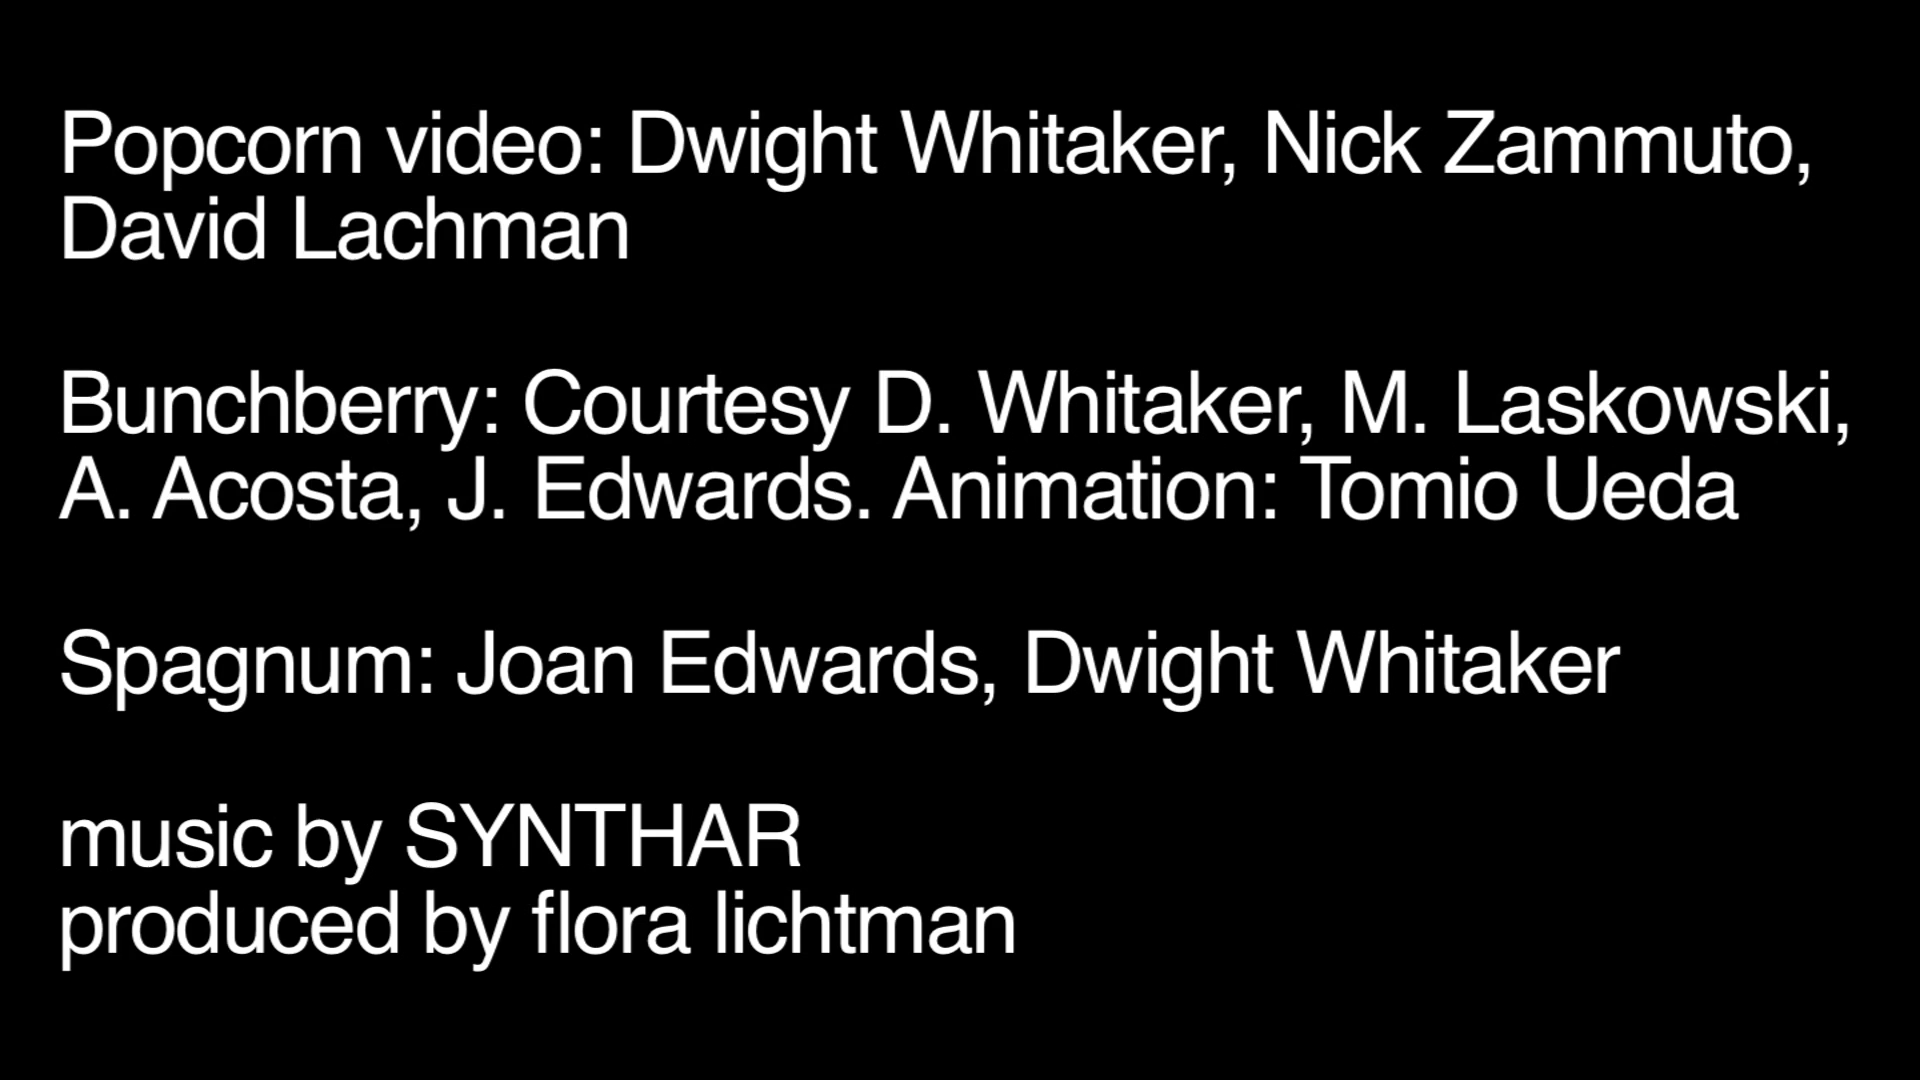 Popcorn video: Dwight Whitaker, Nick Zammuto,
David Lachman
Bunchberry: Courtesy D. Whitaker, M. Laskowski,
A. Acosta, J. Edwards. Animation: Tomio Ueda
Spagnum: Joan Edwards, Dwight Whitaker
music by SYNTHAR
produced by flora lichtman